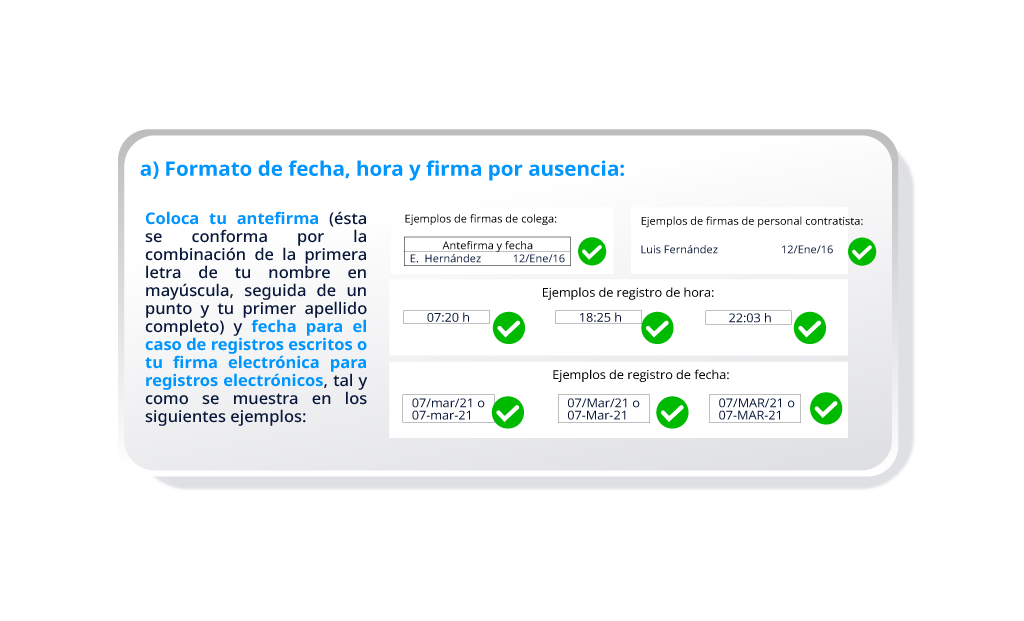 a) Formato de fecha, hora y firma por ausencia:
Coloca tu antefirma (ésta
se conforma por la
combinación de la primera
letra de tu nombre en
mayúscula, seguida de un
punto y tu primer apellido
completo) y fecha para el
caso de registros escritos o
tu firma electrónica para
registros electrónicos, tal y
como se muestra en los
siguientes ejemplos:
Ejemplos de firmas de colega:
Antefirma y fecha
E. Hernández 12/Ene/16
Ejemplos de firmas de personal contratista:
Luis Fernández 12/Ene/16
Ejemplos de registro de hora:
07:20 h
18:25 h
22:03 h
Ejemplos de registro de fecha:
07/mar/21 o
07-mar-21
07/Mar/21 o
07-Mar-21
07/MAR/21 o
07-MAR-21